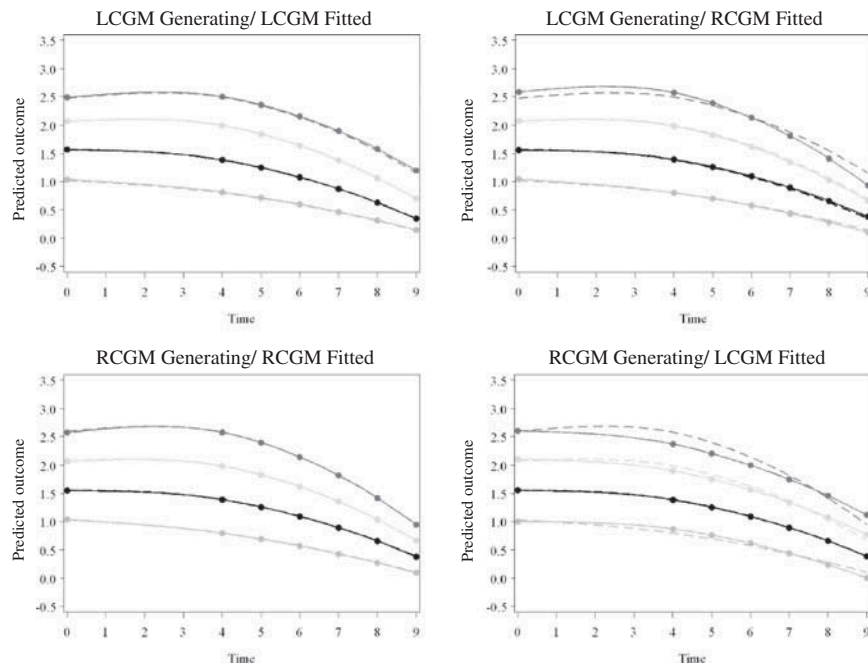 LCGM Generating/ LCGM Fitted
3.5
3.0
2.5
2.0
1.5
1.0
0.5
0.0
-0.5
Predicted outcome
0 1 2 3 4 5 6 7 8 9
Time
LCGM Generating/ RCGM Fitted
3.5
3.0
2.5
2.0
1.5
1.0
0.5
0.0
-0.5
Predicted outcome
0 1 2 3 4 5 6 7 8 9
Time
RCGM Generating/ RCGM Fitted
3.5
3.0
2.5
2.0
1.5
1.0
0.5
0.0
-0.5
Predicted outcome
0 1 2 3 4 5 6 7 8 9
Time
RCGM Generating/ LCGM Fitted
3.5
3.0
2.5
2.0
1.5
1.0
0.5
0.0
-0.5
Predicted outcome
0 1 2 3 4 5 6 7 8 9
Time